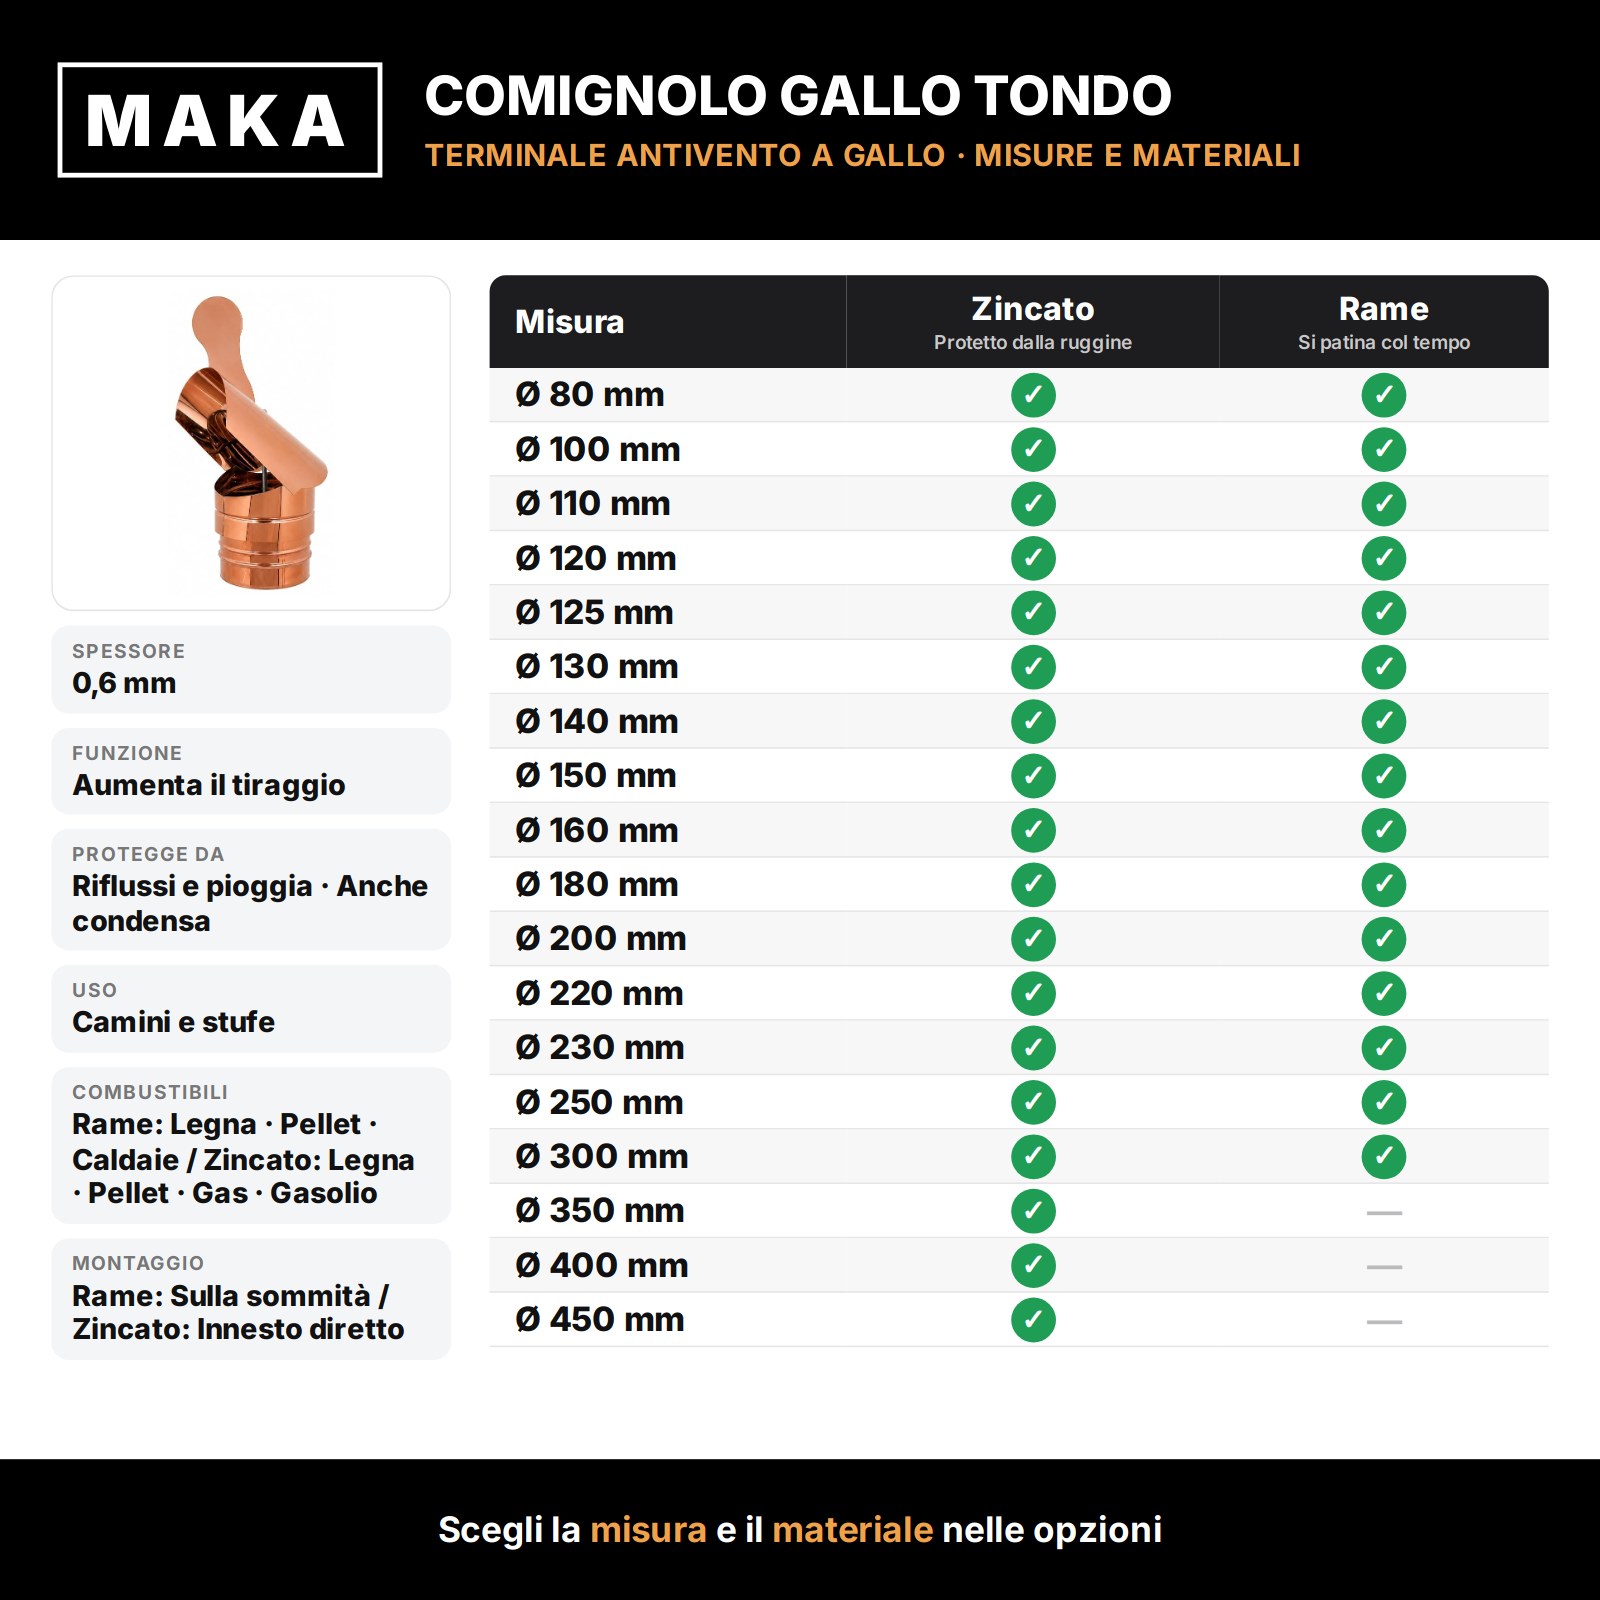 MAKA
COMIGNOLO GALLO TONDO
TERMINALE ANTIVENTO A GALLO · MISURE E MATERIALI
SPESSORE
0,6 mm
FUNZIONE
Aumenta il tiraggio
PROTEGGE DA
Riflussi e pioggia · Anche
condensa
USO
Camini e stufe
COMBUSTIBILI
Rame: Legna · Pellet ·
Caldaie / Zincato: Legna
· Pellet · Gas · Gasolio
MONTAGGIO
Rame: Sulla sommità /
Zincato: Innesto diretto
Misura Zincato Rame
Protetto dalla ruggine Si patina col tempo
Ø 80 mm ✓ ✓
Ø 100 mm ✓ ✓
Ø 110 mm ✓ ✓
Ø 120 mm ✓ ✓
Ø 125 mm ✓ ✓
Ø 130 mm ✓ ✓
Ø 140 mm ✓ ✓
Ø 150 mm ✓ ✓
Ø 160 mm ✓ ✓
Ø 180 mm ✓ ✓
Ø 200 mm ✓ ✓
Ø 220 mm ✓ ✓
Ø 230 mm ✓ ✓
Ø 250 mm ✓ ✓
Ø 300 mm ✓ ✓
Ø 350 mm ✓ —
Ø 400 mm ✓ —
Ø 450 mm ✓ —
Scegli la misura e il materiale nelle opzioni